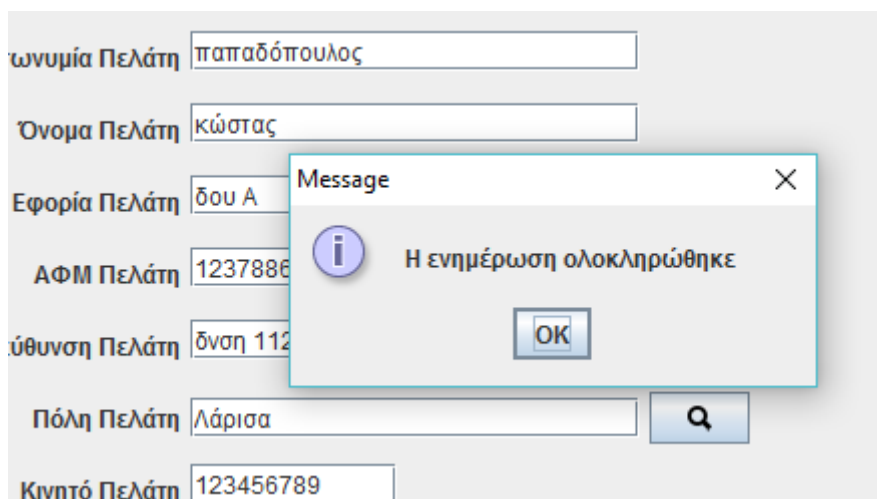 τωνυμία Πελάτη παπαδόπουλος
Όνομα Πελάτη κώστας
Message
Εφορία Πελάτη δου Α
Η ενημέρωση ολοκληρώθηκε
ΑΦΜ Πελάτη 1237886
OK
ύθυνση Πελάτη δνση 112
Πόλη Πελάτη Λάρισα
Κινητό Πελάτη 123456789